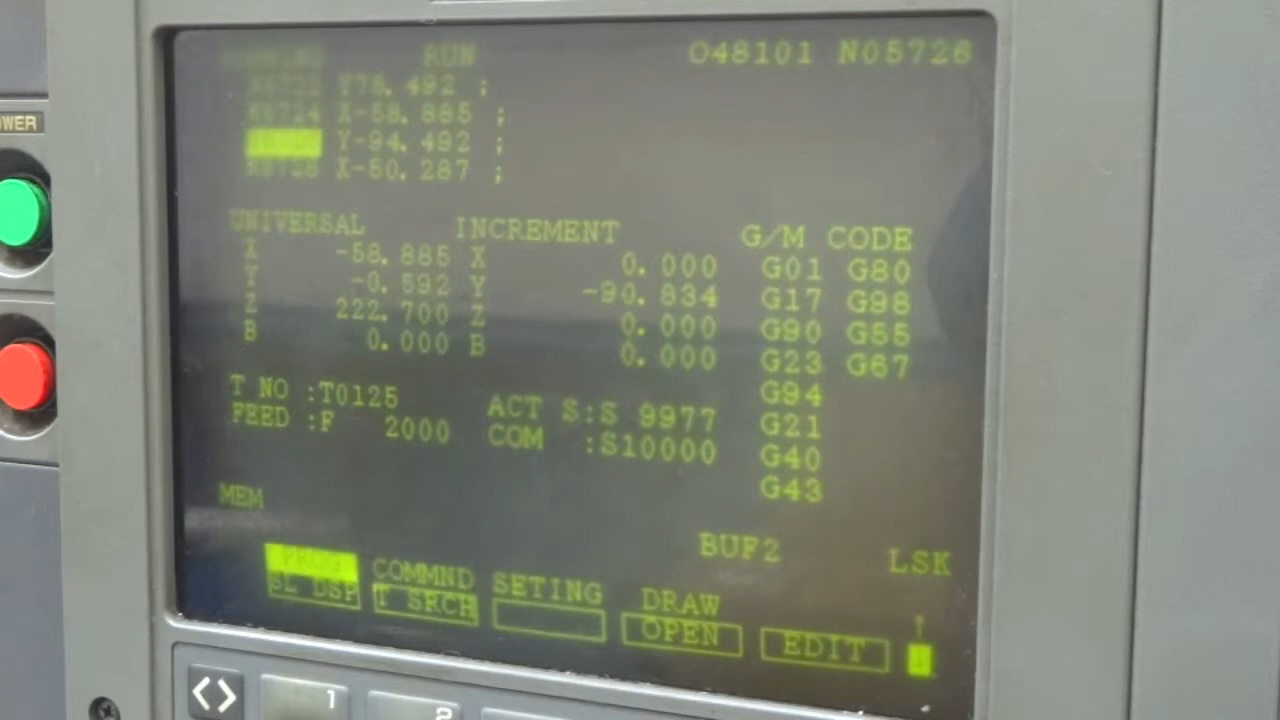 RUN O48101 N05726
Y75.492 ;
X-58.885 ;
Y-94.492 ;
X-50.287 ;
UNIVERSAL INCREMENT G/M CODE
X -58.885 X 0.000 G01 G80
Y -0.592 Y -90.834 G17 G98
Z 222.700 Z 0.000 G90 G55
B 0.000 B 0.000 G23 G67
G94
T NO :T0125 ACT S:S 9977 G21
FEED :F 2000 COM :S10000 G40
G43
MEM
BUF2 LSK
PROG COMMND SETING DRAW
SL DSP T SRCH OPEN EDIT
OWER
<> 1 2